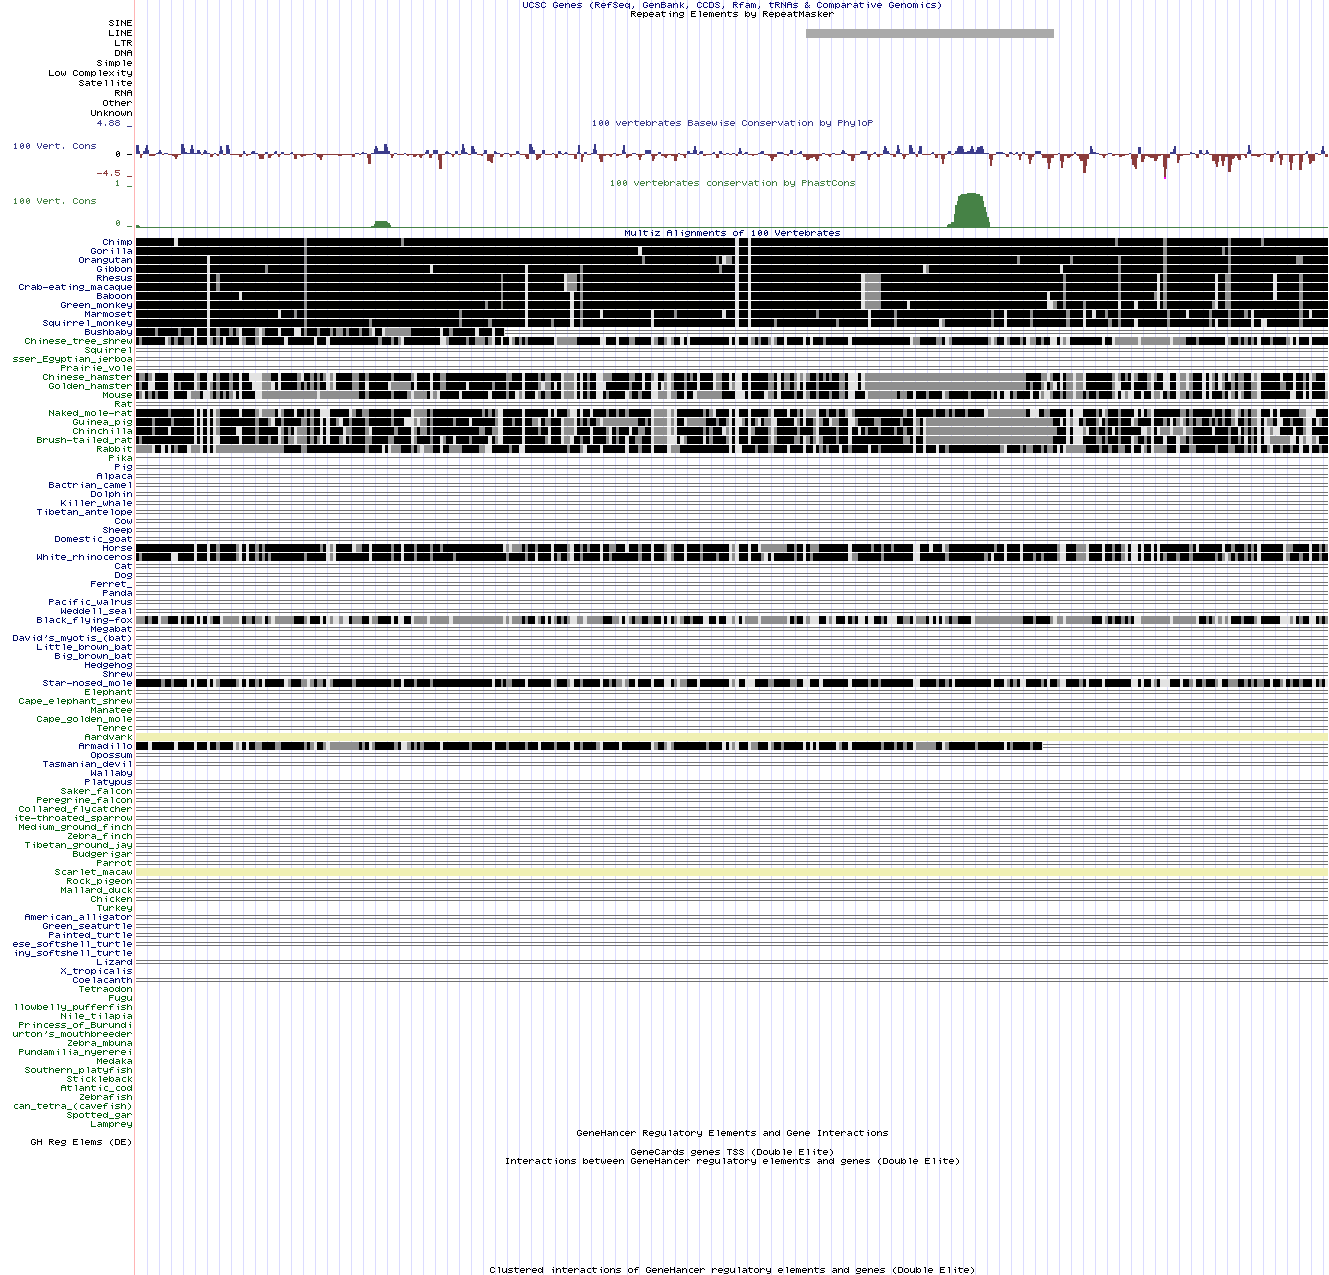 UCSC Genes (RefSeq, GenBank, CCDS, Rfam, tRNAs & Comparative Genomics)
Repeating Elements by RepeatMasker
SINE
LINE
LTR
DNA
Simple
Low Complexity
Satellite
RNA
Other
Unknown
100 vertebrates Basewise Conservation by PhyloP
4.88 _
100 Vert. Cons
0 _
-4.5 _
100 vertebrates conservation by PhastCons
1 _
100 Vert. Cons
0 _
Multiz Alignments of 100 Vertebrates
Chimp
Gorilla
Orangutan
Gibbon
Rhesus
Crab-eating_macaque
Baboon
Green_monkey
Marmoset
Squirrel_monkey
Bushbaby
Chinese_tree_shrew
Squirrel
sser_Egyptian_jerboa
Prairie_vole
Chinese_hamster
Golden_hamster
Mouse
Rat
Naked_mole-rat
Guinea_pig
Chinchilla
Brush-tailed_rat
Rabbit
Pika
Pig
Alpaca
Bactrian_camel
Dolphin
Killer_whale
Tibetan_antelope
Cow
Sheep
Domestic_goat
Horse
White_rhinoceros
Cat
Dog
Ferret_
Panda
Pacific_walrus
Weddell_seal
Black_flying-fox
Megabat
David's_myotis_(bat)
Little_brown_bat
Big_brown_bat
Hedgehog
Shrew
Star-nosed_mole
Elephant
Cape_elephant_shrew
Manatee
Cape_golden_mole
Tenrec
Aardvark
Armadillo
Opossum
Tasmanian_devil
Wallaby
Platypus
Saker_falcon
Peregrine_falcon
Collared_flycatcher
ite-throated_sparrow
Medium_ground_finch
Zebra_finch
Tibetan_ground_jay
Budgerigar
Parrot
Scarlet_macaw
Rock_pigeon
Mallard_duck
Chicken
Turkey
American_alligator
Green_seaturtle
Painted_turtle
ese_softshell_turtle
iny_softshell_turtle
Lizard
X_tropicalis
Coelacanth
Tetraodon
Fugu
llowbelly_pufferfish
Nile_tilapia
Princess_of_Burundi
urton's_mouthbreeder
Zebra_mbuna
Pundamilia_nyererei
Medaka
Southern_platyfish
Stickleback
Atlantic_cod
Zebrafish
can_tetra_(cavefish)
Spotted_gar
Lamprey
GeneHancer Regulatory Elements and Gene Interactions
GH Reg Elems (DE)
GeneCards genes TSS (Double Elite)
Interactions between GeneHancer regulatory elements and genes (Double Elite)
Clustered interactions of GeneHancer regulatory elements and genes (Double Elite)